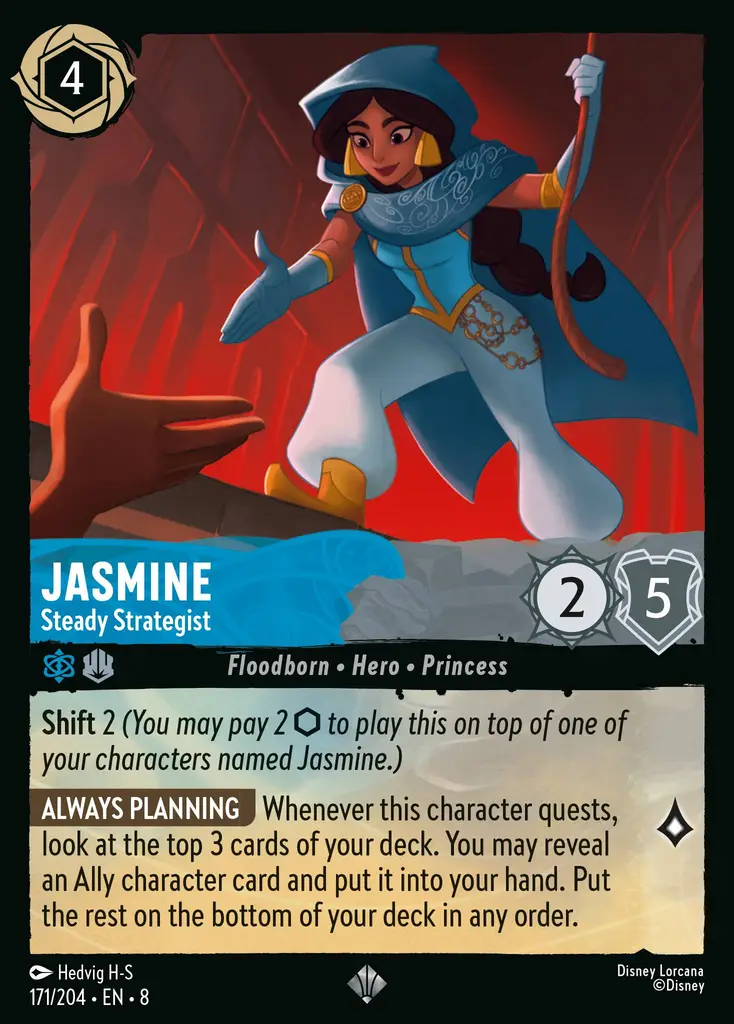 4
JASMINE
Steady Strategist
2
5
Floodborn • Hero • Princess
Shift 2 (You may pay 2 ⬡ to play this on top of one of
your characters named Jasmine.)
ALWAYS PLANNING Whenever this character quests,
look at the top 3 cards of your deck. You may reveal
an Ally character card and put it into your hand. Put
the rest on the bottom of your deck in any order.
Hedvig H-S
171/204 • EN • 8
Disney Lorcana
©Disney